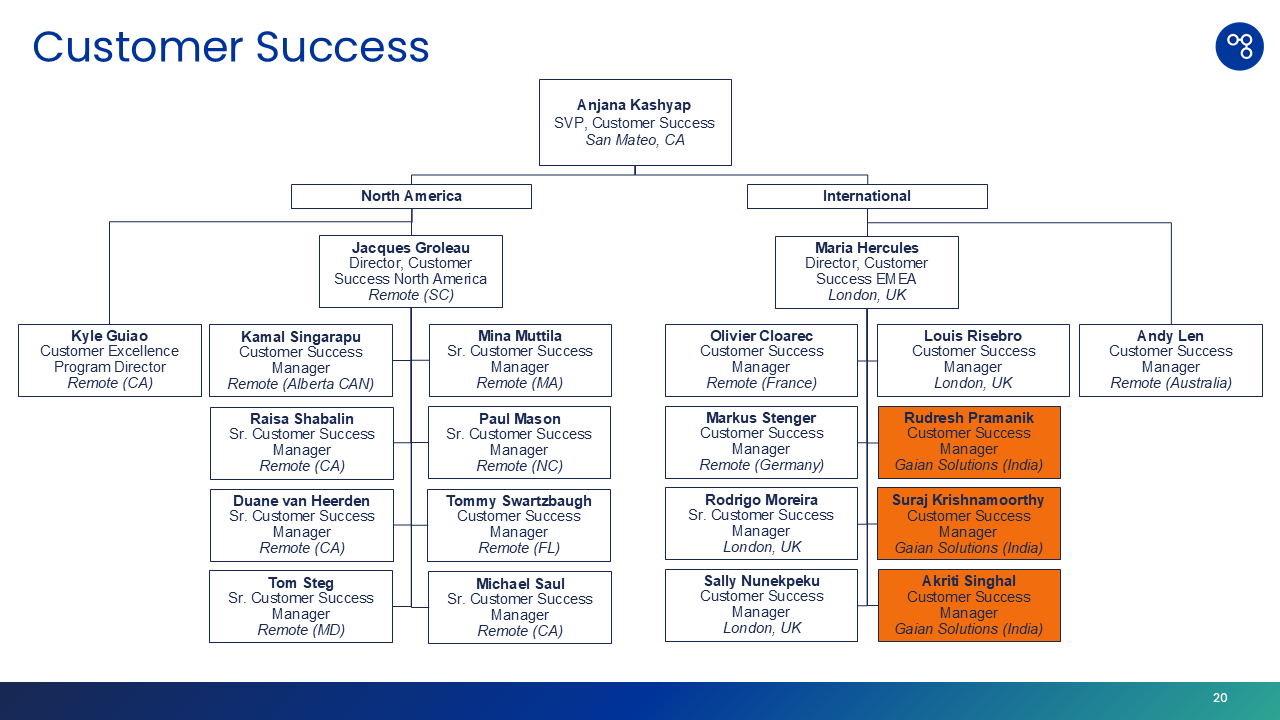 Customer Success
Anjana Kashyap
SVP, Customer Success
San Mateo, CA
North America
International
Jacques Groleau
Director, Customer
Success North America
Remote (SC)
Maria Hercules
Director, Customer
Success EMEA
London, UK
Kyle Guiao
Customer Excellence
Program Director
Remote (CA)
Kamal Singarapu
Customer Success
Manager
Remote (Alberta CAN)
Mina Muttila
Sr. Customer Success
Manager
Remote (MA)
Olivier Cloarec
Customer Success
Manager
Remote (France)
Louis Risebro
Customer Success
Manager
London, UK
Andy Len
Customer Success
Manager
Remote (Australia)
Raisa Shabalin
Sr. Customer Success
Manager
Remote (CA)
Paul Mason
Sr. Customer Success
Manager
Remote (NC)
Markus Stenger
Customer Success
Manager
Remote (Germany)
Rudresh Pramanik
Customer Success
Manager
Gaian Solutions (India)
Duane van Heerden
Sr. Customer Success
Manager
Remote (CA)
Tommy Swartzbaugh
Customer Success
Manager
Remote (FL)
Rodrigo Moreira
Sr. Customer Success
Manager
London, UK
Suraj Krishnamoorthy
Customer Success
Manager
Gaian Solutions (India)
Tom Steg
Sr. Customer Success
Manager
Remote (MD)
Michael Saul
Sr. Customer Success
Manager
Remote (CA)
Sally Nunekpeku
Customer Success
Manager
London, UK
Akriti Singhal
Customer Success
Manager
Gaian Solutions (India)
20